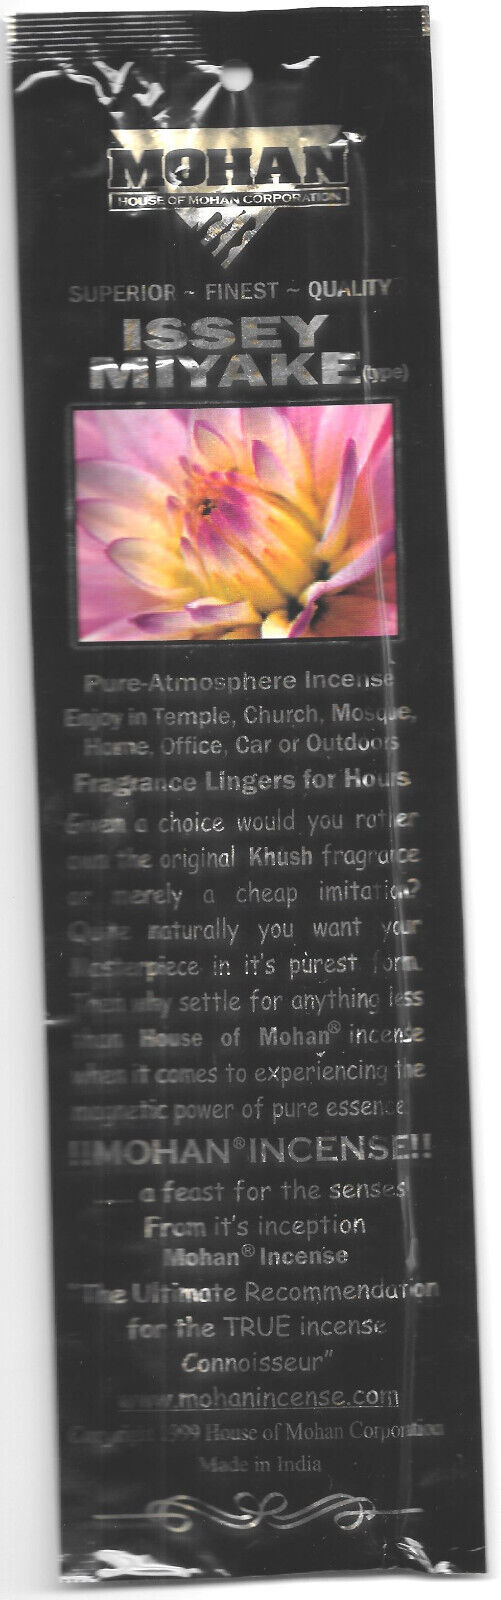 MOHAN
HOUSE OF MOHAN CORPORATION
SUPERIOR ~ FINEST ~ QUALITY
ISSEY
MIYAKE (type)
Pure-Atmosphere Incense
Enjoy in Temple, Church, Mosque,
Home, Office, Car or Outdoors
Fragrance Lingers for Hours
Given a choice would you rather
own the original Khush fragrance
or merely a cheap imitation?
Quite naturally you want your
Masterpiece in it's purest form.
That why settle for anything less
than House of Mohan® incense
when it comes to experiencing the
magnetic power of pure essence
!!MOHAN® INCENSE!!
.....a feast for the senses
From it's inception
Mohan® Incense
"The Ultimate Recommendation
for the TRUE incense
Connoisseur"
www.mohanincense.com
Copyright 1999 House of Mohan Corporation
Made in India